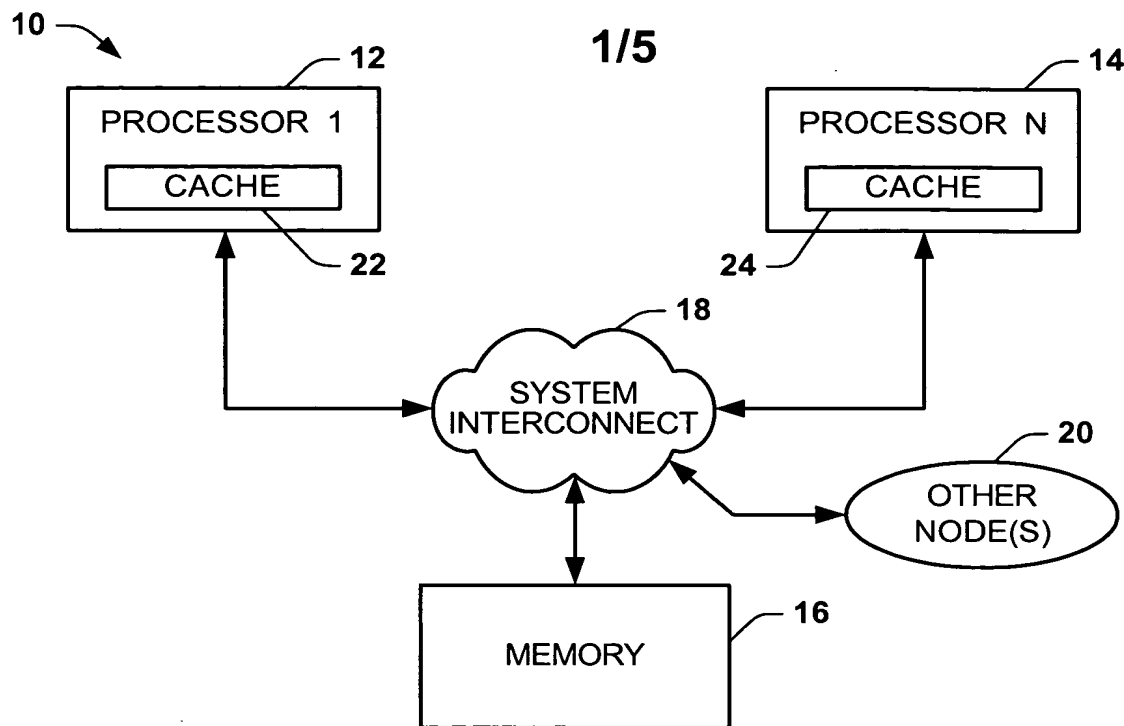 10
1/5
12
14
PROCESSOR 1
CACHE
22
PROCESSOR N
CACHE
24
18
SYSTEM
INTERCONNECT
20
OTHER
NODE(S)
16
MEMORY